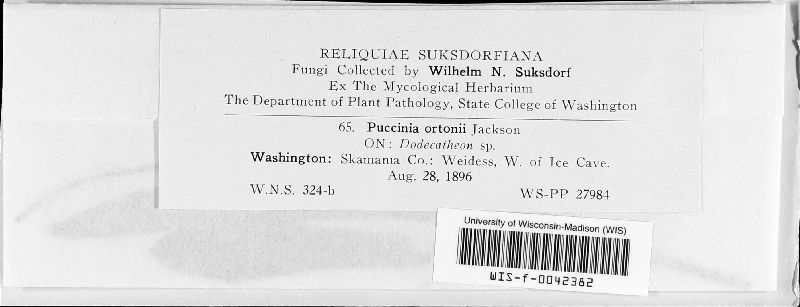 RELIQUIAE SUKSDORFIANA
Fungi Collected by Wilhelm N. Suksdorf
Ex The Mycological Herbarium
The Department of Plant Pathology, State College of Washington
65. Puccinia ortonii Jackson
ON: Dodecatheon sp.
Washington: Skamania Co.: Weidess, W. of Ice Cave.
Aug. 28, 1896
W.N.S. 324-b WS-PP 27984
University of Wisconsin-Madison (WIS)
WIS-f-0042382